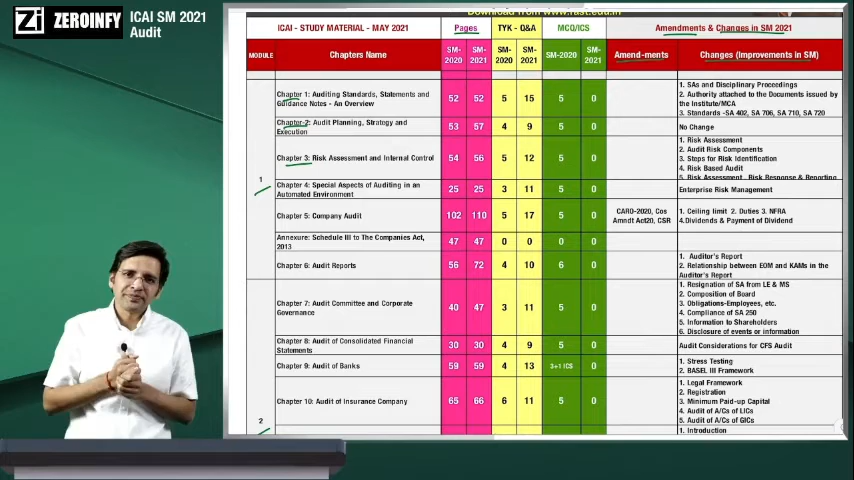 Zi ZEROINFY
ICAI SM 2021
Audit
Download from www.fast.edu.in
ICAI - STUDY MATERIAL - MAY 2021 Pages TYK - Q&A MCQ/ICS Amendments & Changes in SM 2021
MODULE Chapters Name SM-2020 SM-2021 SM-2020 SM-2021 SM-2020 SM-2021 Amend-ments Changes (Improvements in SM)
1
Chapter 1: Auditing Standards, Statements and
Guidance Notes - An Overview
52 52 5 15 5 0
1. SAs and Disciplinary Proceedings
2. Authority attached to the Documents issued by
the Institute/MCA
3. Standards -SA 402, SA 706, SA 710, SA 720
Chapter-2: Audit Planning, Strategy and
Execution
53 57 4 9 5 0 No Change
Chapter 3: Risk Assessment and Internal Control 54 56 5 12 5 0
1. Risk Assessment
2. Audit Risk Components
3. Steps for Risk Identification
4. Risk Based Audit
5. Risk Assessment , Risk Response & Reporting
Chapter 4: Special Aspects of Auditing in an
Automated Environment
25 25 3 11 5 0 Enterprise Risk Management
Chapter 5: Company Audit 102 110 5 17 5 0
CARO-2020, Cos
Amndt Act20, CSR
1. Ceiling limit 2. Duties 3. NFRA
4.Dividends & Payment of Dividend
Annexure: Schedule III to The Companies Act,
2013
47 47 0 0 0 0
Chapter 6: Audit Reports 56 72 4 10 6 0
1. Auditor's Report
2. Relationship between EOM and KAMs in the
Auditor's Report
2
Chapter 7: Audit Committee and Corporate
Governance
40 47 3 11 5 0
1. Resignation of SA from LE & MS
2. Composition of Board
3. Obligations-Employees, etc.
4. Compliance of SA 250
5. Information to Shareholders
6. Disclosure of events or information
Chapter 8: Audit of Consolidated Financial
Statements
30 30 4 9 5 0 Audit Considerations for CFS Audit
Chapter 9: Audit of Banks 59 59 4 13 3+1 ICS 0
1. Stress Testing
2. BASEL III Framework
Chapter 10: Audit of Insurance Company 65 66 6 11 5 0
1. Legal Framework
2. Registration
3. Minimum Paid-up Capital
4. Audit of A/Cs of LICs
5. Audit of A/Cs of GICs
1. Introduction